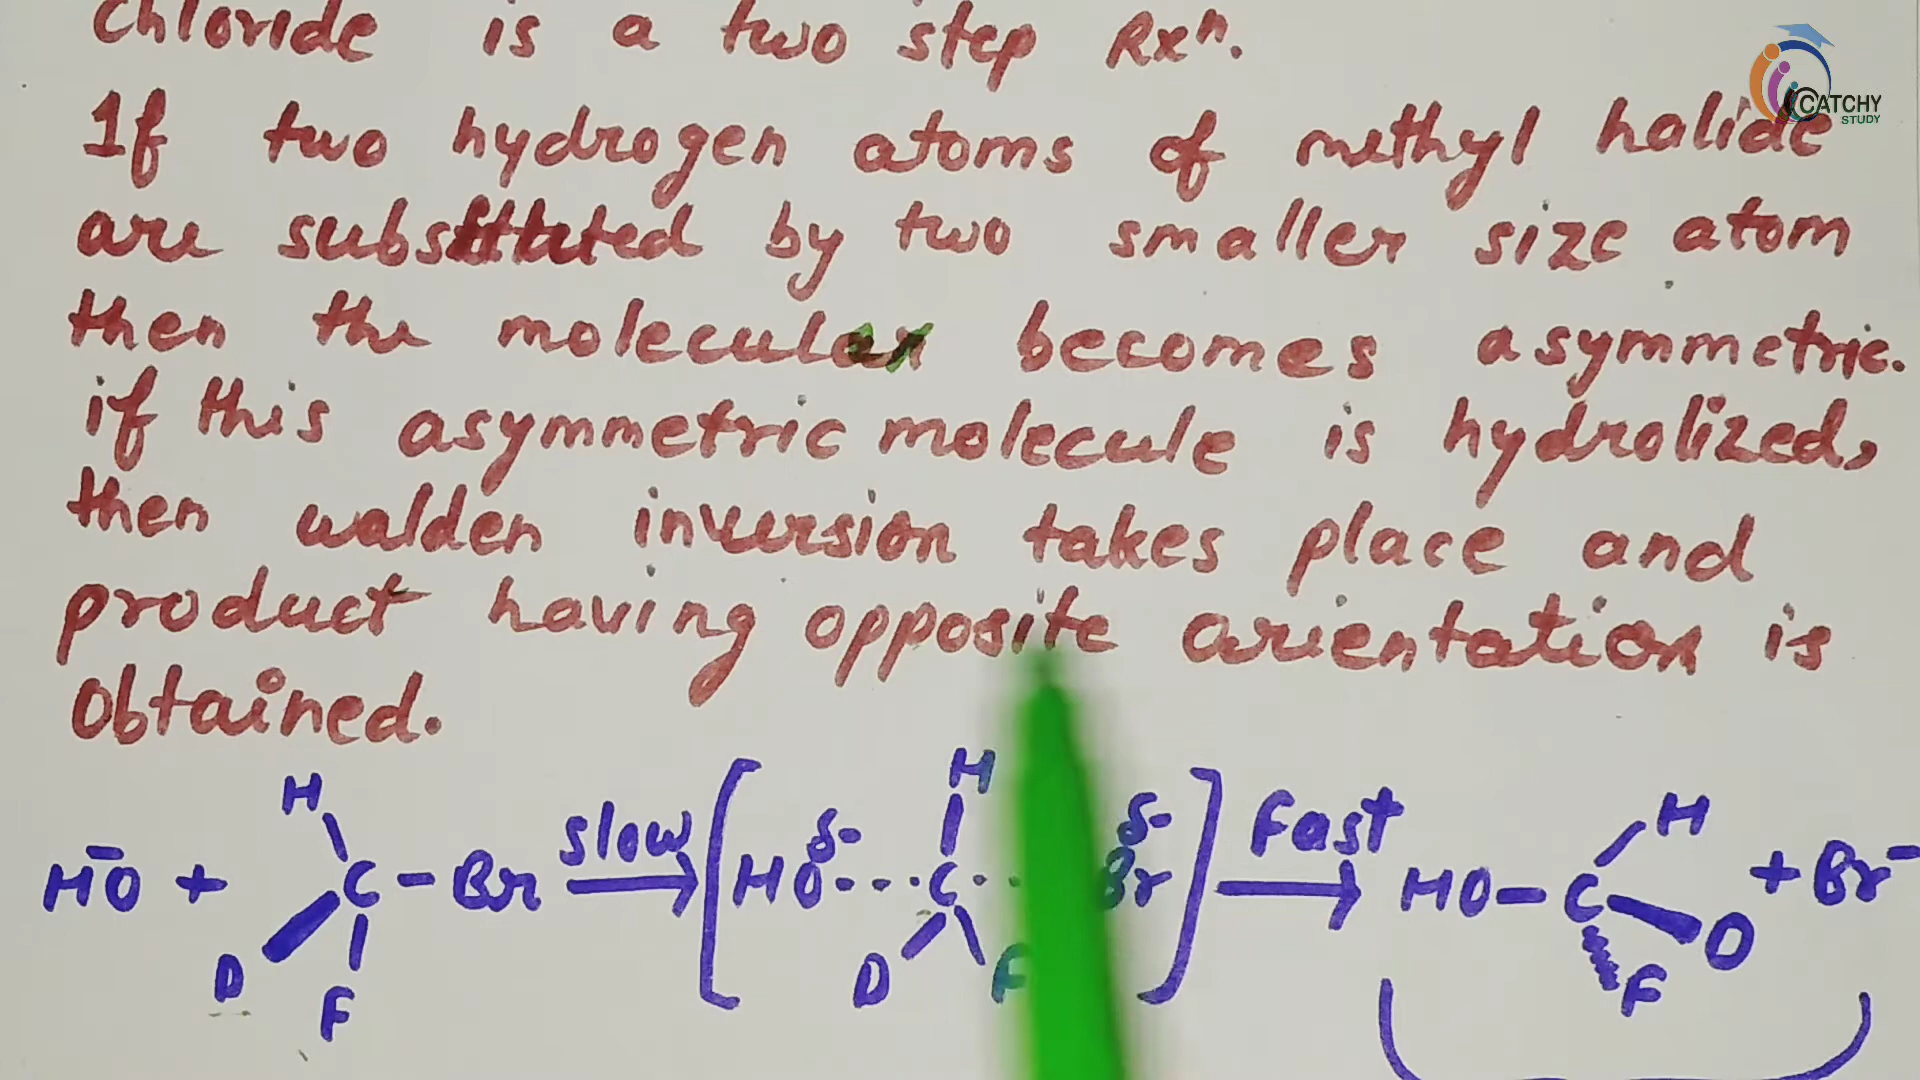 Chloride is a two step Rxⁿ.
CATCHY
STUDY
If two hydrogen atoms of methyl halide
are substituted by two smaller size atom
then the molecular becomes asymmetric.
if this asymmetric molecule is hydrolized,
then walden inversion takes place and
product having opposite orientation is
obtained.
HŌ + H C - Br D F slow [ HO δ- ... C H D F Br δ- ] Fast HO - C H O F + Br⁻